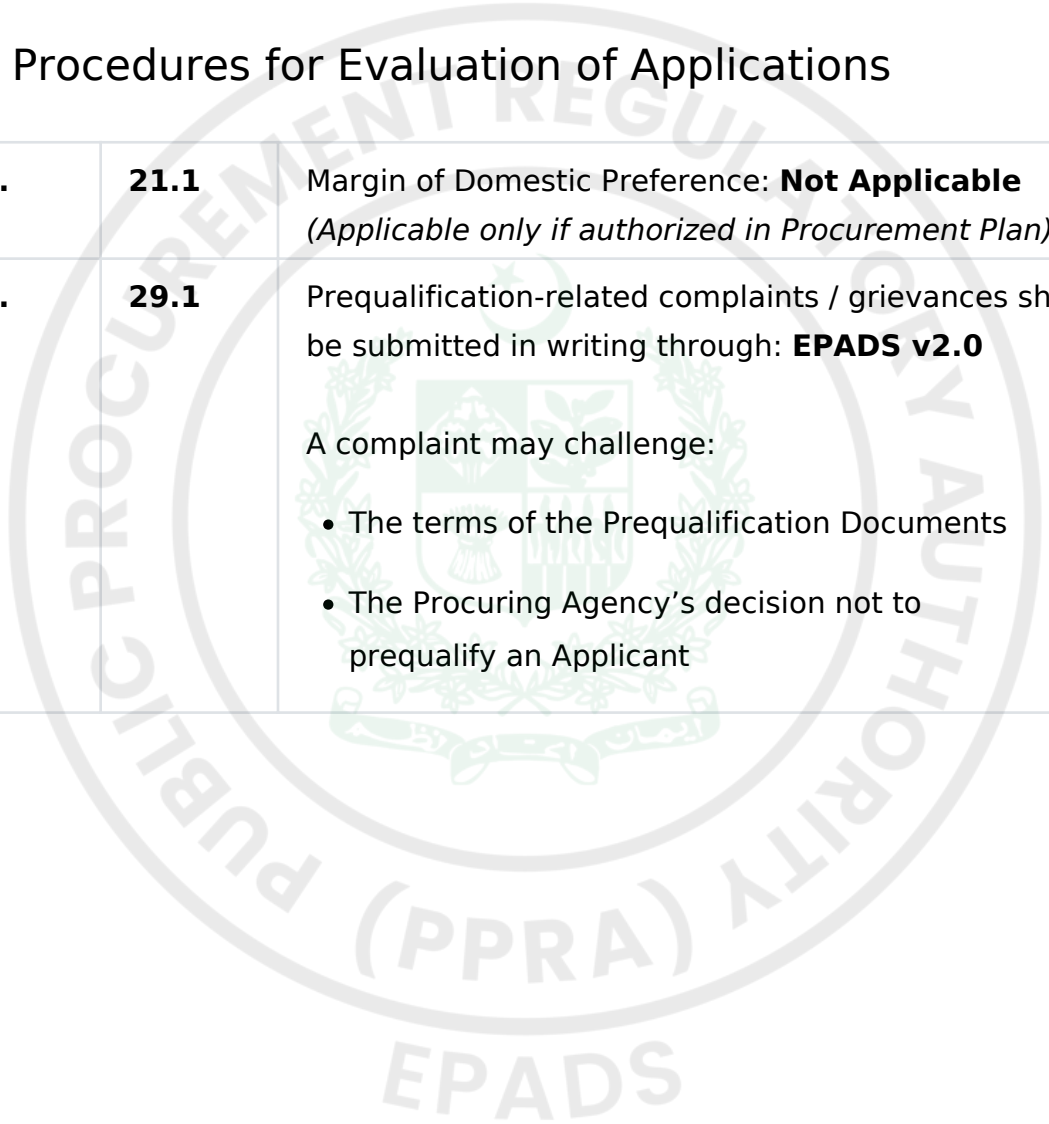 Procedures for Evaluation of Applications
. 21.1 Margin of Domestic Preference: Not Applicable
(Applicable only if authorized in Procurement Plan)
. 29.1 Prequalification-related complaints / grievances sh
be submitted in writing through: EPADS v2.0
A complaint may challenge:
• The terms of the Prequalification Documents
• The Procuring Agency’s decision not to
prequalify an Applicant
PUBLIC PROCUREMENT REGULATORY AUTHORITY
(PPRA)
EPADS